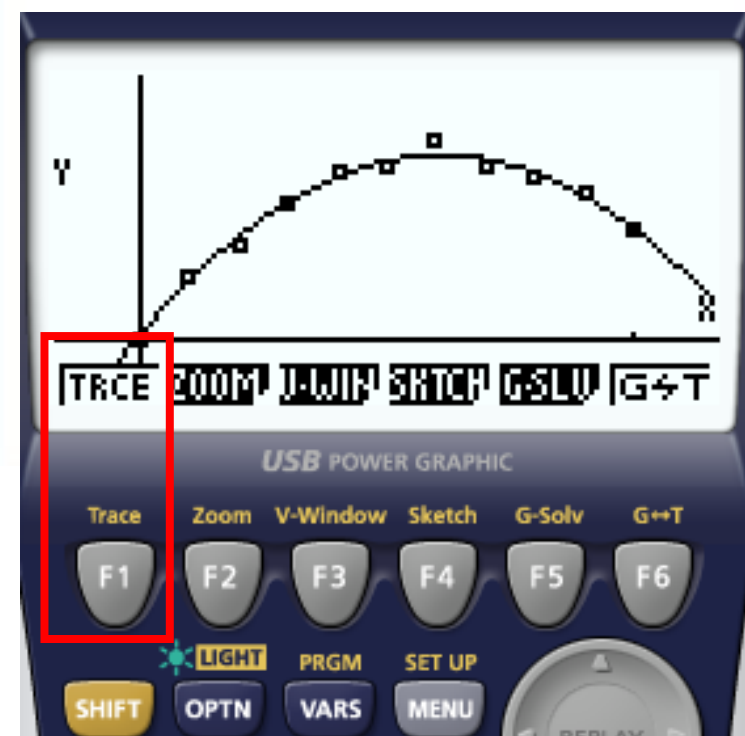 Y
X
TRCE ZOOM V-WIN SKTCH G-SLV G↔T
USB POWER GRAPHIC
Trace Zoom V-Window Sketch G-Solv G↔T
F1 F2 F3 F4 F5 F6
LIGHT PRGM SET UP
SHIFT OPTN VARS MENU
REPLAY